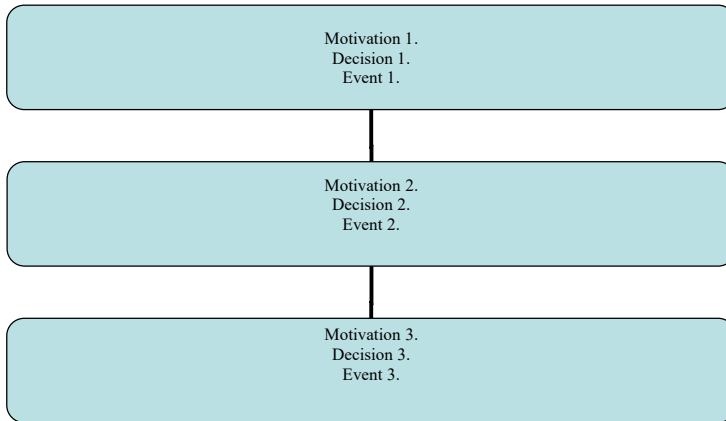 Motivation 1.
Decision 1.
Event 1.
Motivation 2.
Decision 2.
Event 2.
Motivation 3.
Decision 3.
Event 3.